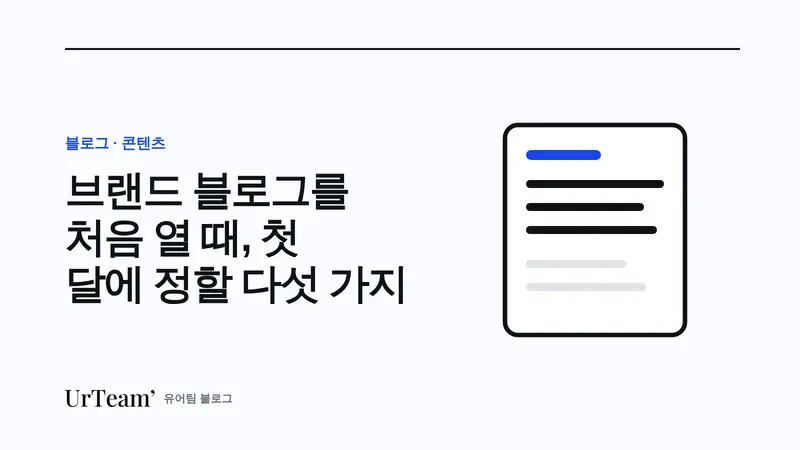 블로그 · 콘텐츠
브랜드 블로그를
처음 열 때, 첫
달에 정할 다섯 가지
UrTeam’ 유어팀 블로그